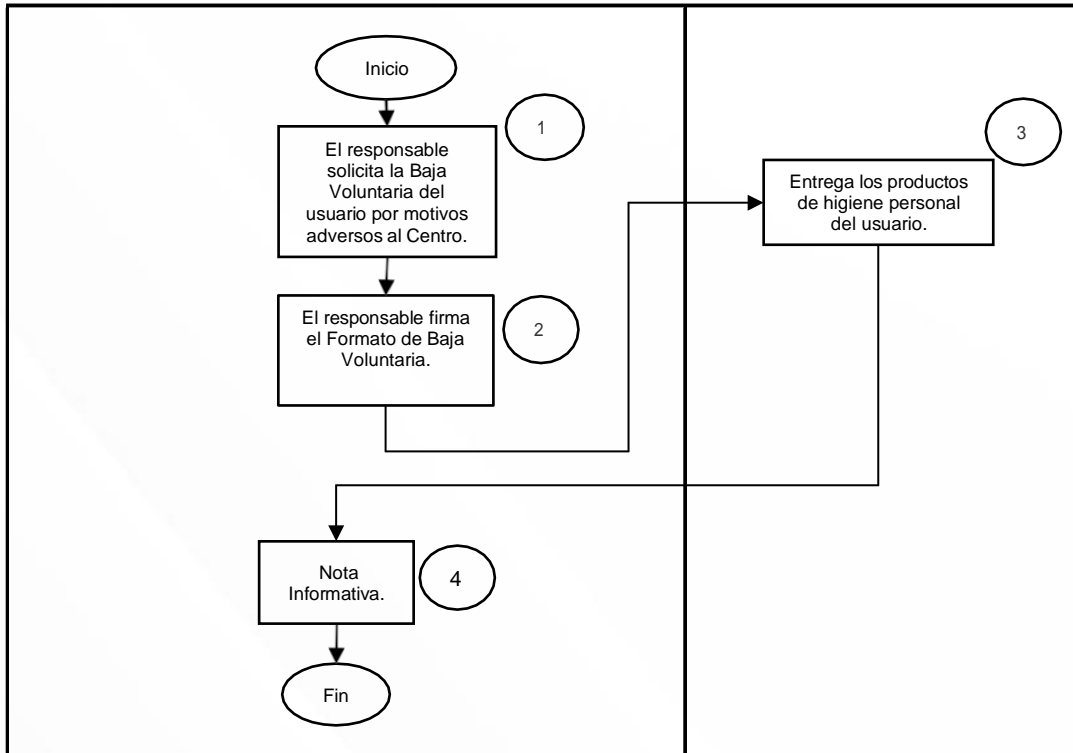 Inicio
1
El responsable
solicita la Baja
Voluntaria del
usuario por motivos
adversos al Centro.
El responsable firma
el Formato de Baja
Voluntaria.
2
3
Entrega los productos
de higiene personal
del usuario.
Nota
Informativa.
4
Fin